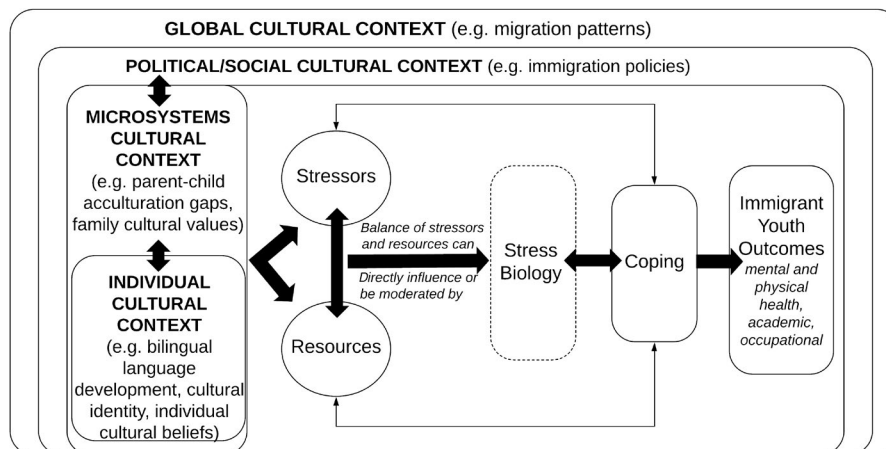 GLOBAL CULTURAL CONTEXT (e.g. migration patterns)
POLITICAL/SOCIAL CULTURAL CONTEXT (e.g. immigration policies)
MICROSYSTEMS
CULTURAL
CONTEXT
(e.g. parent-child
acculturation gaps,
family cultural values)
INDIVIDUAL
CULTURAL
CONTEXT
(e.g. bilingual
language
development, cultural
identity, individual
cultural beliefs)
Stressors
Resources
Balance of stressors
and resources can
Directly influence or
be moderated by
Stress
Biology
Coping
Immigrant
Youth
Outcomes
mental and
physical
health,
academic,
occupational